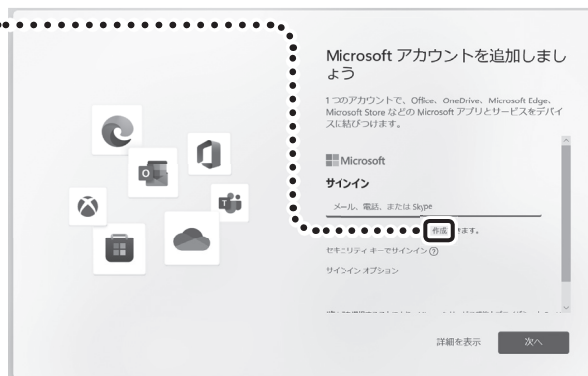 Microsoft アカウントを追加しまし
ょう
1 つのアカウントで、Office、OneDrive、Microsoft Edge、
Microsoft Store などの Microsoft アプリとサービスをデバイ
スに結びつけます。
Microsoft
サインイン
メール、電話、または Skype
作成 きます。
セキュリティ キーでサインイン
サインイン オプション
詳細を表示
次へ